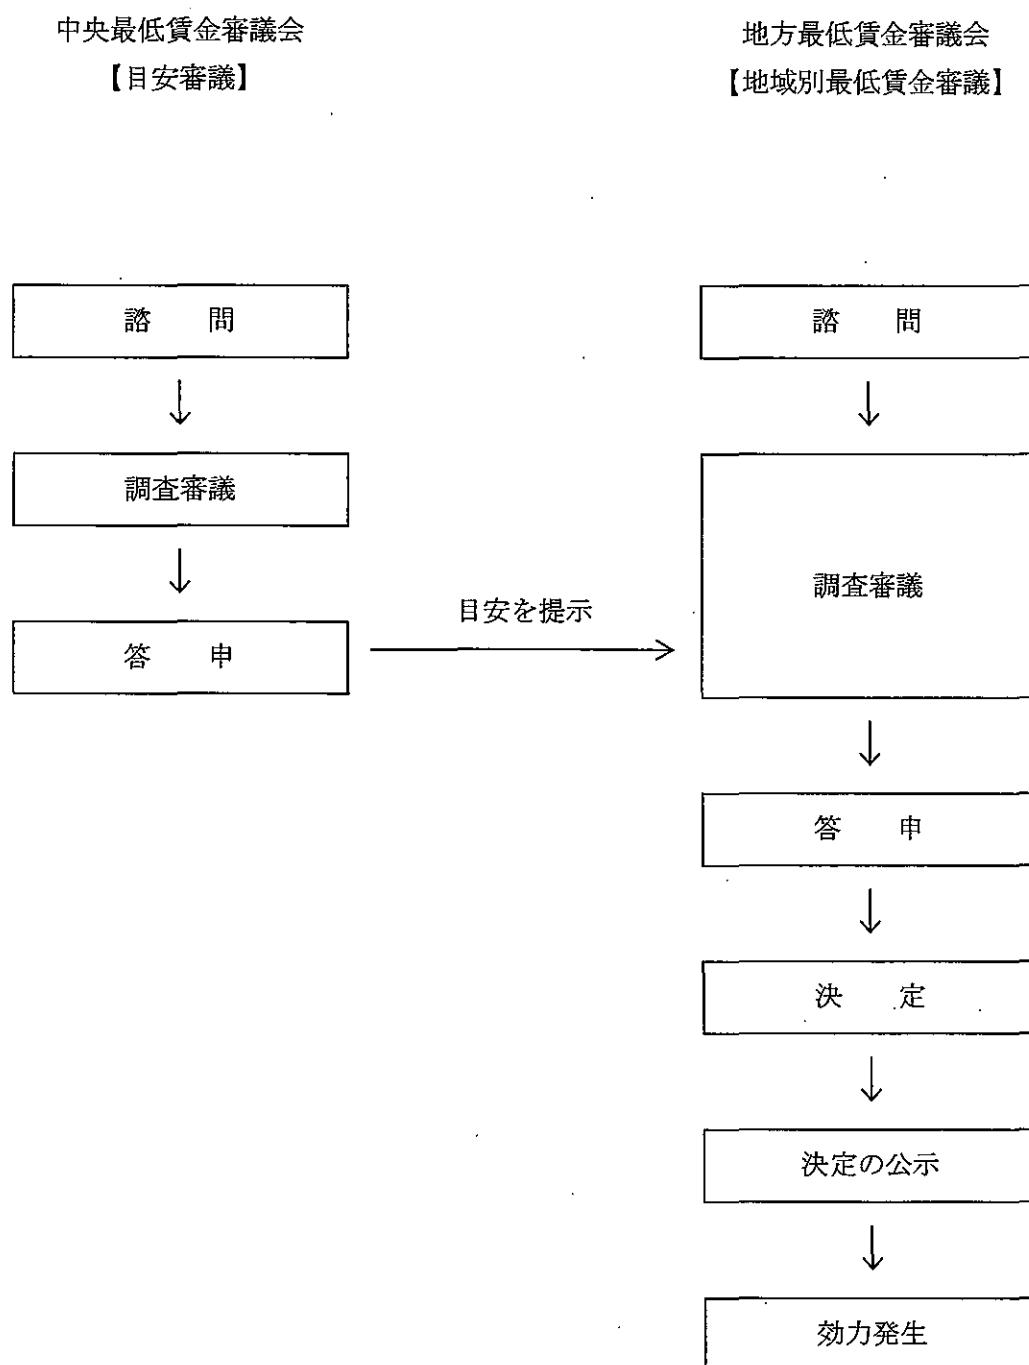 中央最低賃金審議会
【目安審議】
諮　　問
調査審議
答　　申
目安を提示
地方最低賃金審議会
【地域別最低賃金審議】
諮　　問
調査審議
答　　申
決　　定
決定の公示
効力発生